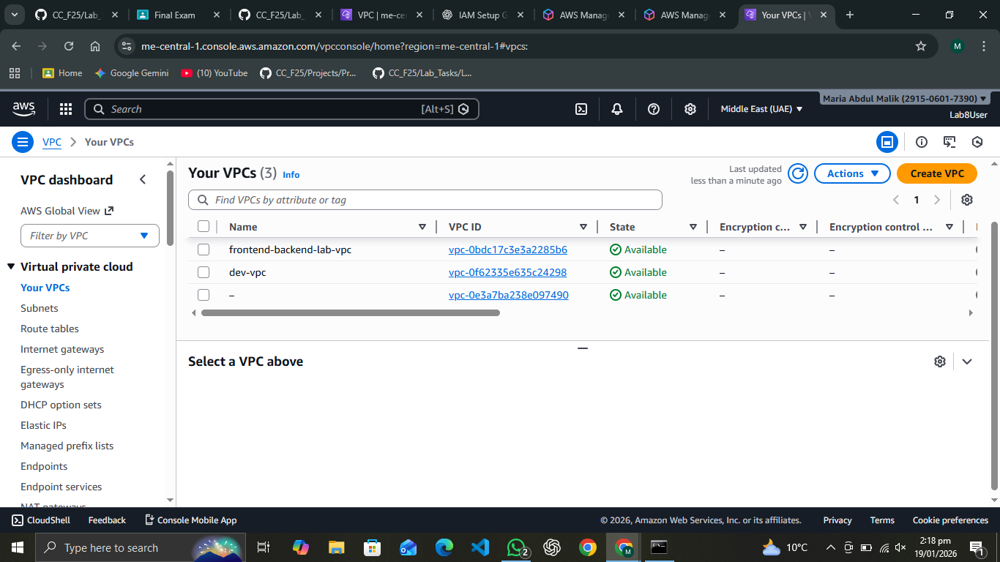 CC_F25/Lab_
Final Exam
CC_F25/Lab_
VPC | me-ce
IAM Setup G
AWS Manag
AWS Manag
Your VPCs | V
me-central-1.console.aws.amazon.com/vpcconsole/home?region=me-central-1#vpcs:
M
Home
Google Gemini
(10) YouTube
CC_F25/Projects/Pr...
CC_F25/Lab_Tasks/L...
aws
Search
[Alt+S]
Middle East (UAE)
Maria Abdul Malik (2915-0601-7390)
Lab8User
VPC
Your VPCs
VPC dashboard
AWS Global View
Filter by VPC
Virtual private cloud
Your VPCs
Subnets
Route tables
Internet gateways
Egress-only internet
gateways
DHCP option sets
Elastic IPs
Managed prefix lists
Endpoints
Endpoint services
NAT gateways
Your VPCs (3) Info
Last updated
less than a minute ago
Actions
Create VPC
Find VPCs by attribute or tag
1
Name VPC ID State Encryption c... Encryption control ...
frontend-backend-lab-vpc vpc-0bdc17c3e3a2285b6 Available – –
dev-vpc vpc-0f62335e635c24298 Available – –
– vpc-0e3a7ba238e097490 Available – –
Select a VPC above
CloudShell
Feedback
Console Mobile App
© 2026, Amazon Web Services, Inc. or its affiliates.
Privacy
Terms
Cookie preferences
Type here to search
2
M
10°C
2:18 pm
19/01/2026
1